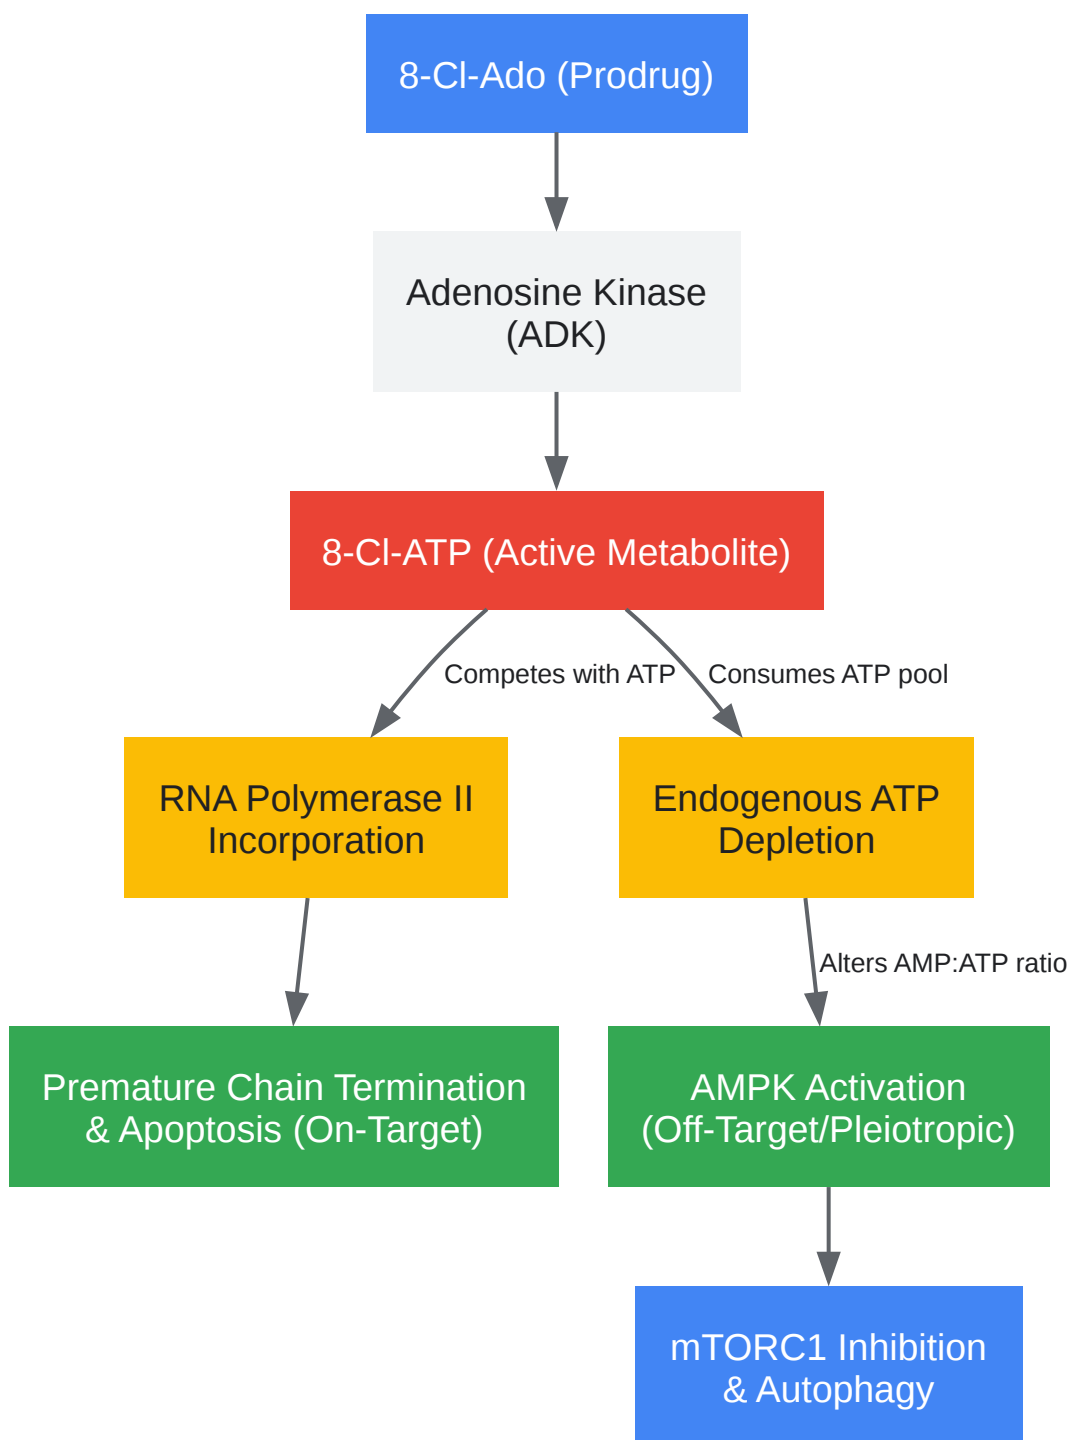 8-Cl-Ado (Prodrug)
Adenosine Kinase
(ADK)
8-Cl-ATP (Active Metabolite)
Competes with ATP
Consumes ATP pool
RNA Polymerase II
Incorporation
Endogenous ATP
Depletion
Alters AMP:ATP ratio
Premature Chain Termination
& Apoptosis (On-Target)
AMPK Activation
(Off-Target/Pleiotropic)
mTORC1 Inhibition
& Autophagy